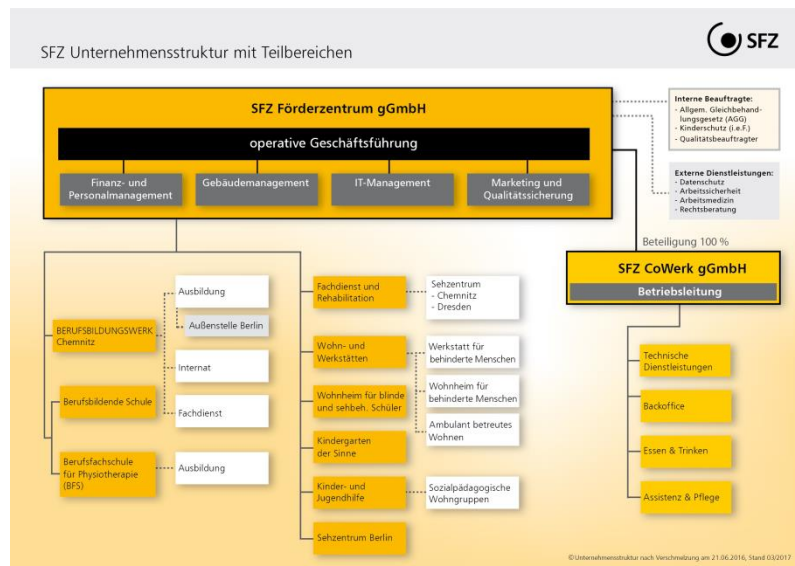 SFZ Unternehmensstruktur mit Teilbereichen
SFZ
SFZ Förderzentrum gGmbH
operative Geschäftsführung
Finanz- und
Personalmanagement
Gebäudemanagement
IT-Management
Marketing und
Qualitätssicherung
Interne Beauftragte:
- Allgem. Gleichbehand-
lungsgesetz (AGG)
- Kinderschutz (i.e.F.)
- Qualitätsbeauftragter
Externe Dienstleistungen:
- Datenschutz
- Arbeitssicherheit
- Arbeitsmedizin
- Rechtsberatung
Beteiligung 100 %
SFZ CoWerk gGmbH
Betriebsleitung
Technische
Dienstleistungen
Backoffice
Essen & Trinken
Assistenz & Pflege
BERUFSBILDUNGSWERK
Chemnitz
Ausbildung
Außenstelle Berlin
Internat
Fachdienst
Berufsbildende Schule
Berufsfachschule
für Physiotherapie
(BFS)
Ausbildung
Fachdienst und
Rehabilitation
Sehzentrum
- Chemnitz
- Dresden
Wohn- und
Werkstätten
Werkstatt für
behinderte Menschen
Wohnheim für
behinderte Menschen
Ambulant betreutes
Wohnen
Wohnheim für blinde
und sehbeh. Schüler
Kindergarten
der Sinne
Kinder- und
Jugendhilfe
Sozialpädagogische
Wohngruppen
Sehzentrum Berlin
©Unternehmensstruktur nach Verschmelzung am 21.06.2016, Stand 03/2017